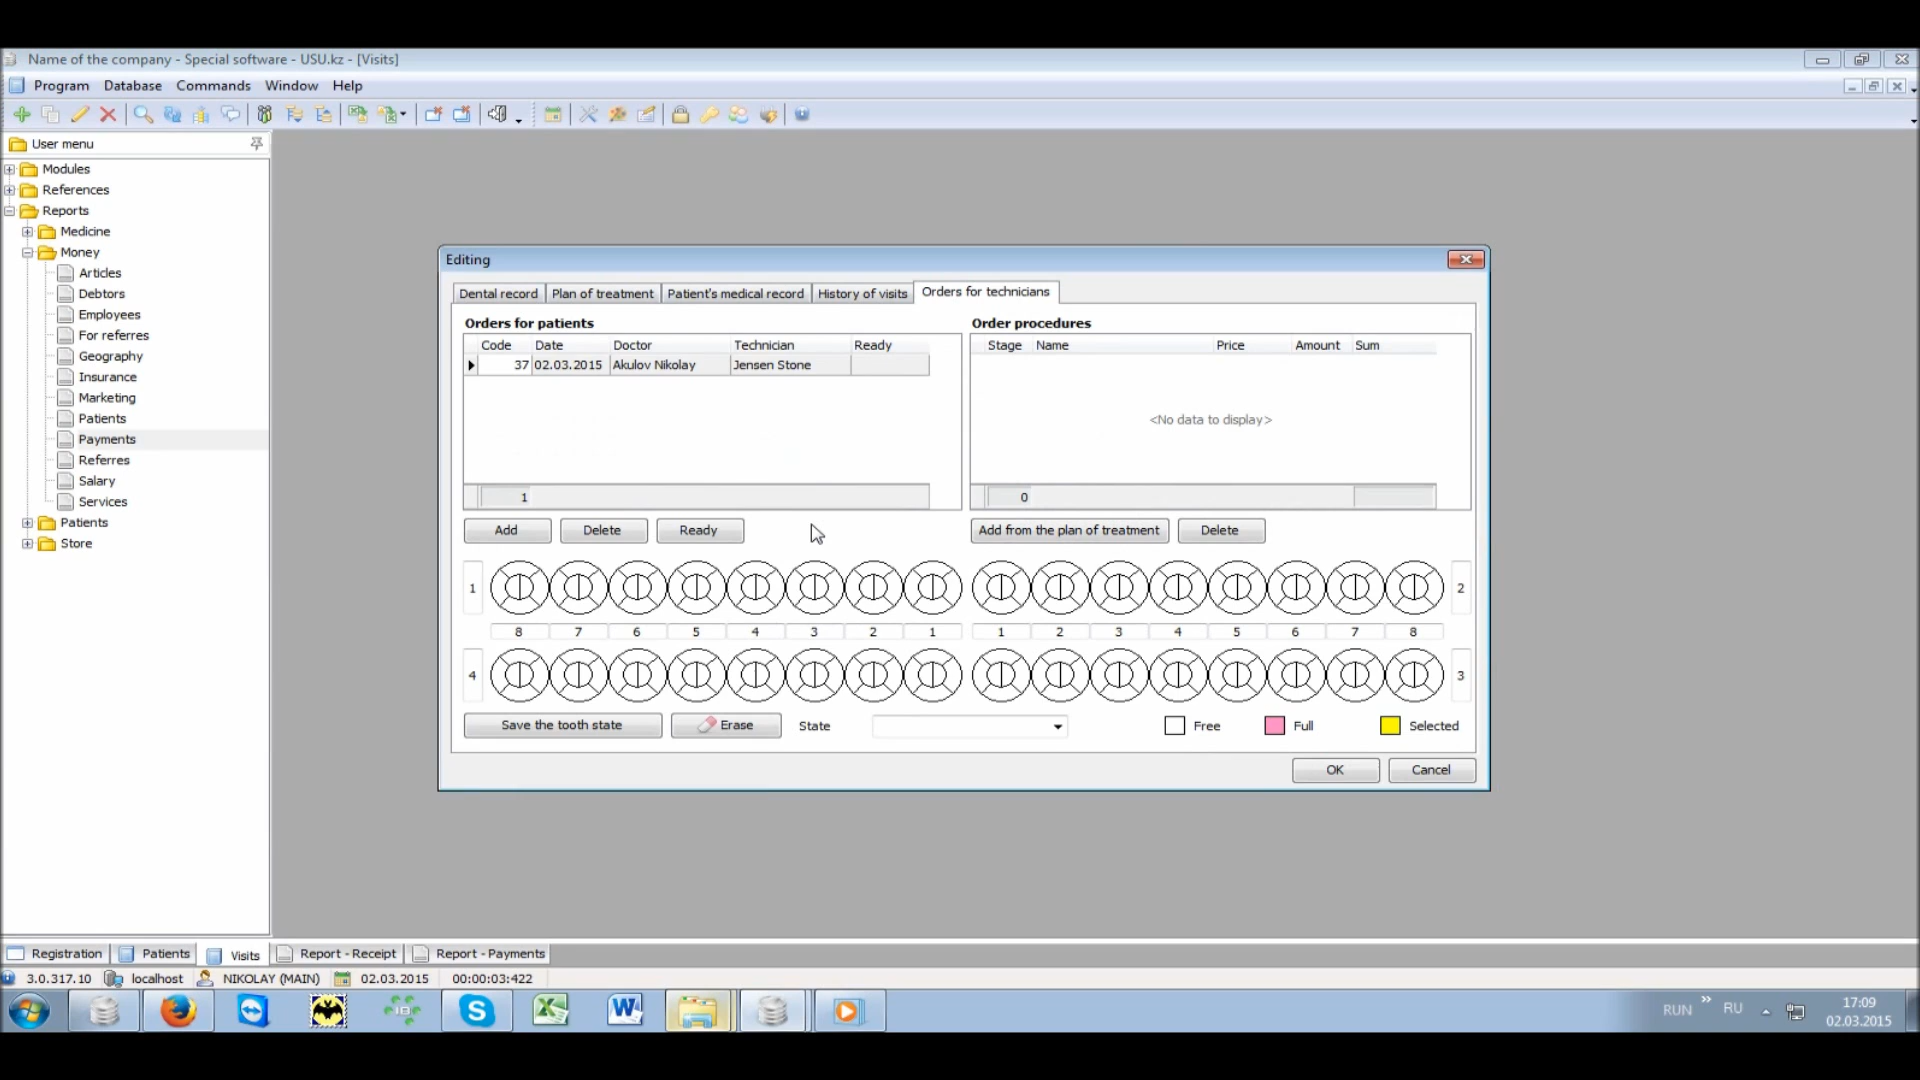 Name of the company - Special software - USU.kz - [Visits]
Program Database Commands Window Help
User menu
Modules
References
Reports
Medicine
Money
Articles
Debtors
Employees
For referres
Geography
Insurance
Marketing
Patients
Payments
Referres
Salary
Services
Patients
Store
Editing
Dental record Plan of treatment Patient's medical record History of visits Orders for technicians
Orders for patients Order procedures
Code Date Doctor Technician Ready Stage Name Price Amount Sum
37 02.03.2015 Akulov Nikolay Jensen Stone
<No data to display>
1 0
Add Delete Ready Add from the plan of treatment Delete
1 2
8 7 6 5 4 3 2 1 1 2 3 4 5 6 7 8
4 3
Save the tooth state Erase State Free Full Selected
OK Cancel
Registration Patients Visits Report - Receipt Report - Payments
3.0.317.10 localhost NIKOLAY (MAIN) 02.03.2015 00:00:03:422
RUN » RU 17:09
02.03.2015